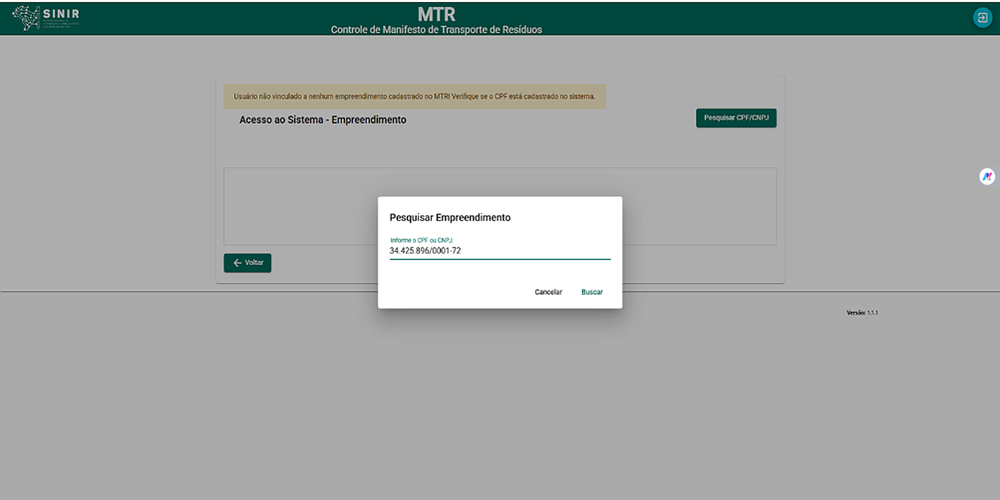 SINIR
MTR
Controle de Manifesto de Transporte de Resíduos
Usuário não vinculado a nenhum empreendimento cadastrado no MTR! Verifique se o CPF está cadastrado no sistema.
Acesso ao Sistema - Empreendimento
Pesquisar CPF/CNPJ
Pesquisar Empreendimento
Informe o CPF ou CNPJ:
34.425.896/0001-72
Cancelar
Buscar
Voltar
Versão: 1.1.1